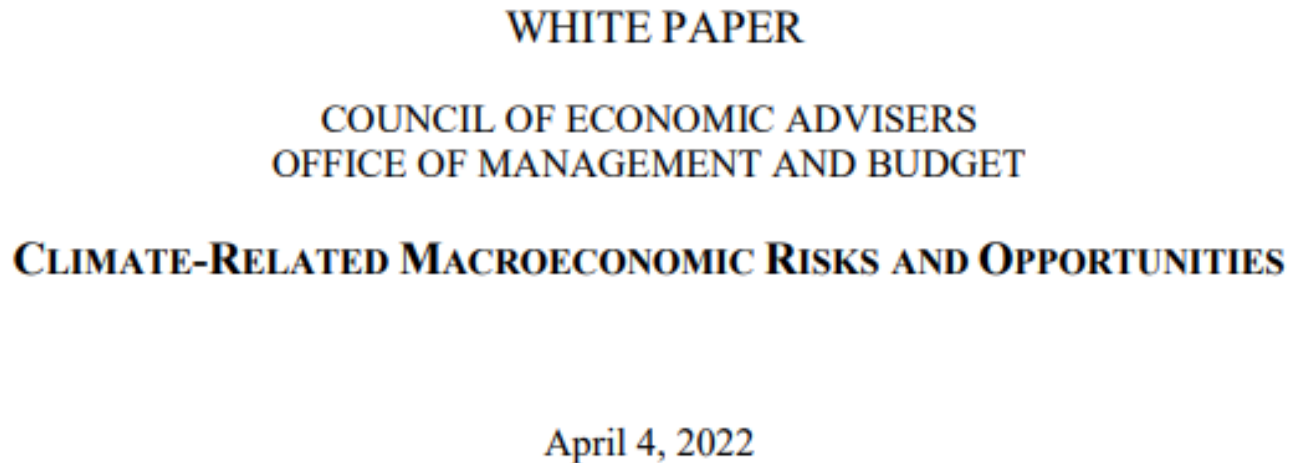 WHITE PAPER
COUNCIL OF ECONOMIC ADVISERS
OFFICE OF MANAGEMENT AND BUDGET
CLIMATE-RELATED MACROECONOMIC RISKS AND OPPORTUNITIES
April 4, 2022